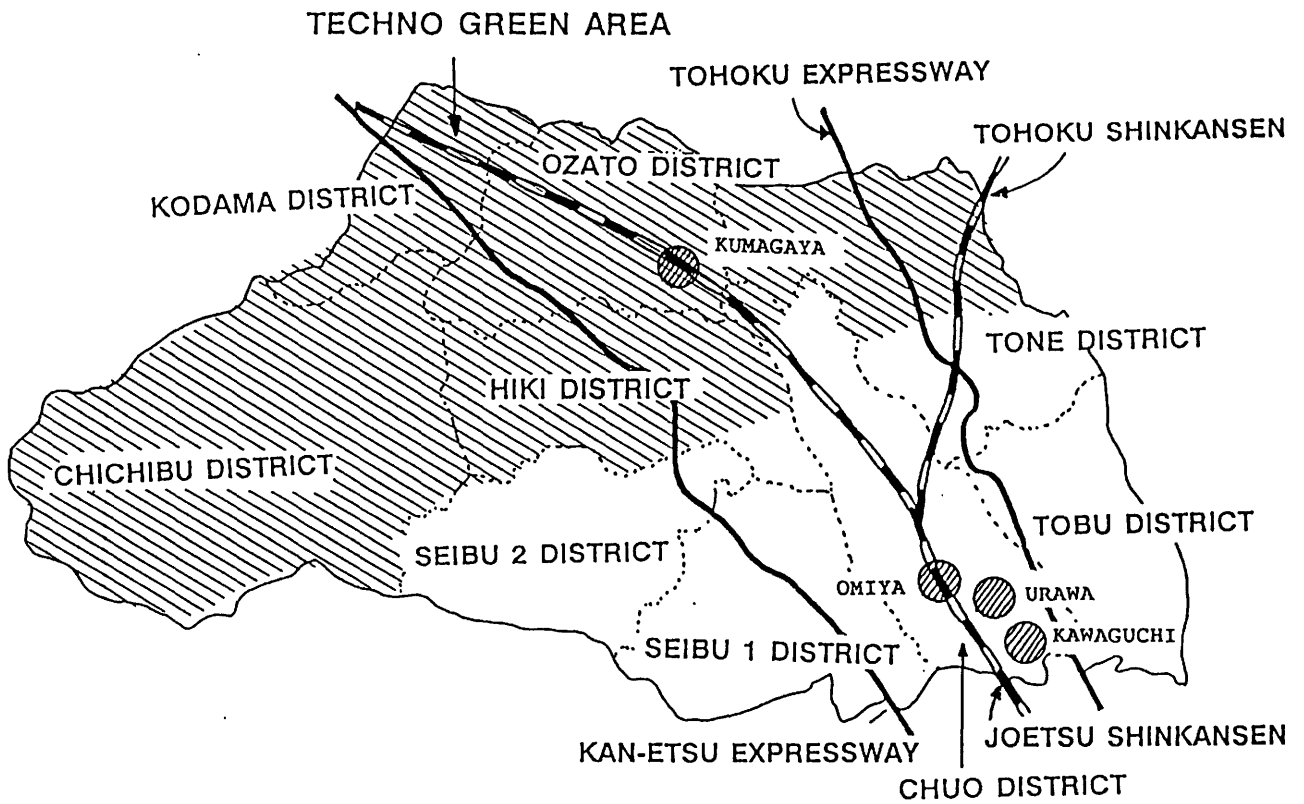 TECHNO GREEN AREA
TOHOKU EXPRESSWAY
TOHOKU SHINKANSEN
OZATO DISTRICT
KODAMA DISTRICT
KUMAGAYA
TONE DISTRICT
HIKI DISTRICT
CHICHIBU DISTRICT
TOBU DISTRICT
SEIBU 2 DISTRICT
OMIYA
URAWA
KAWAGUCHI
SEIBU 1 DISTRICT
JOETSU SHINKANSEN
KAN-ETSU EXPRESSWAY
CHUO DISTRICT